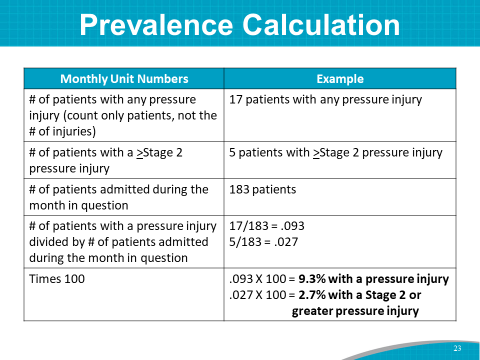 Prevalence Calculation
Monthly Unit Numbers
Example
# of patients with any pressure
injury (count only patients, not the
# of injuries)
17 patients with any pressure injury
# of patients with a >Stage 2
pressure injury
5 patients with >Stage 2 pressure injury
# of patients admitted during the
month in question
183 patients
# of patients with a pressure injury
divided by # of patients admitted
during the month in question
17/183 = .093
5/183 = .027
Times 100
.093 X 100 = 9.3% with a pressure injury
.027 X 100 = 2.7% with a Stage 2 or
greater pressure injury
23